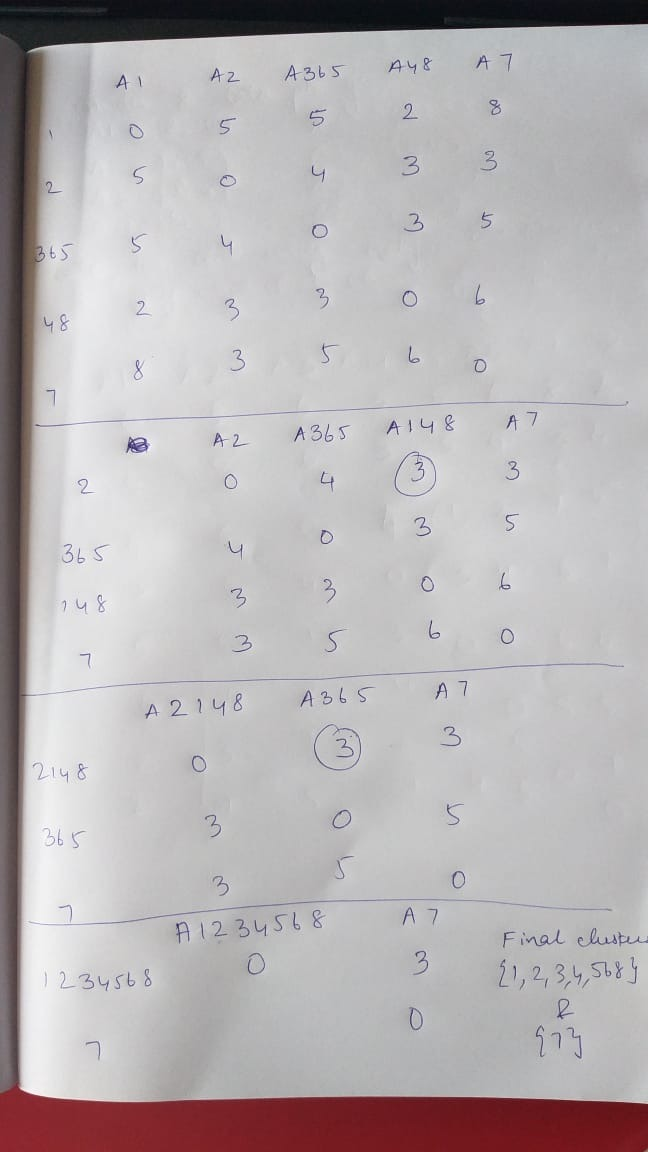 A1 A2 A365 A48 A7
1 0 5 5 2 8
2 5 0 4 3 3
365 5 4 0 3 5
48 2 3 3 0 6
7 8 3 5 6 0
A2 A365 A148 A7
2 0 4 3 3
365 4 0 3 5
148 3 3 0 6
7 3 5 6 0
A2148 A365 A7
2148 0 3 3
365 3 0 5
7 3 5 0
A1234568 A7
1234568 0 3
7 0
Final cluster
{1,2,3,4,568}
&
{7}